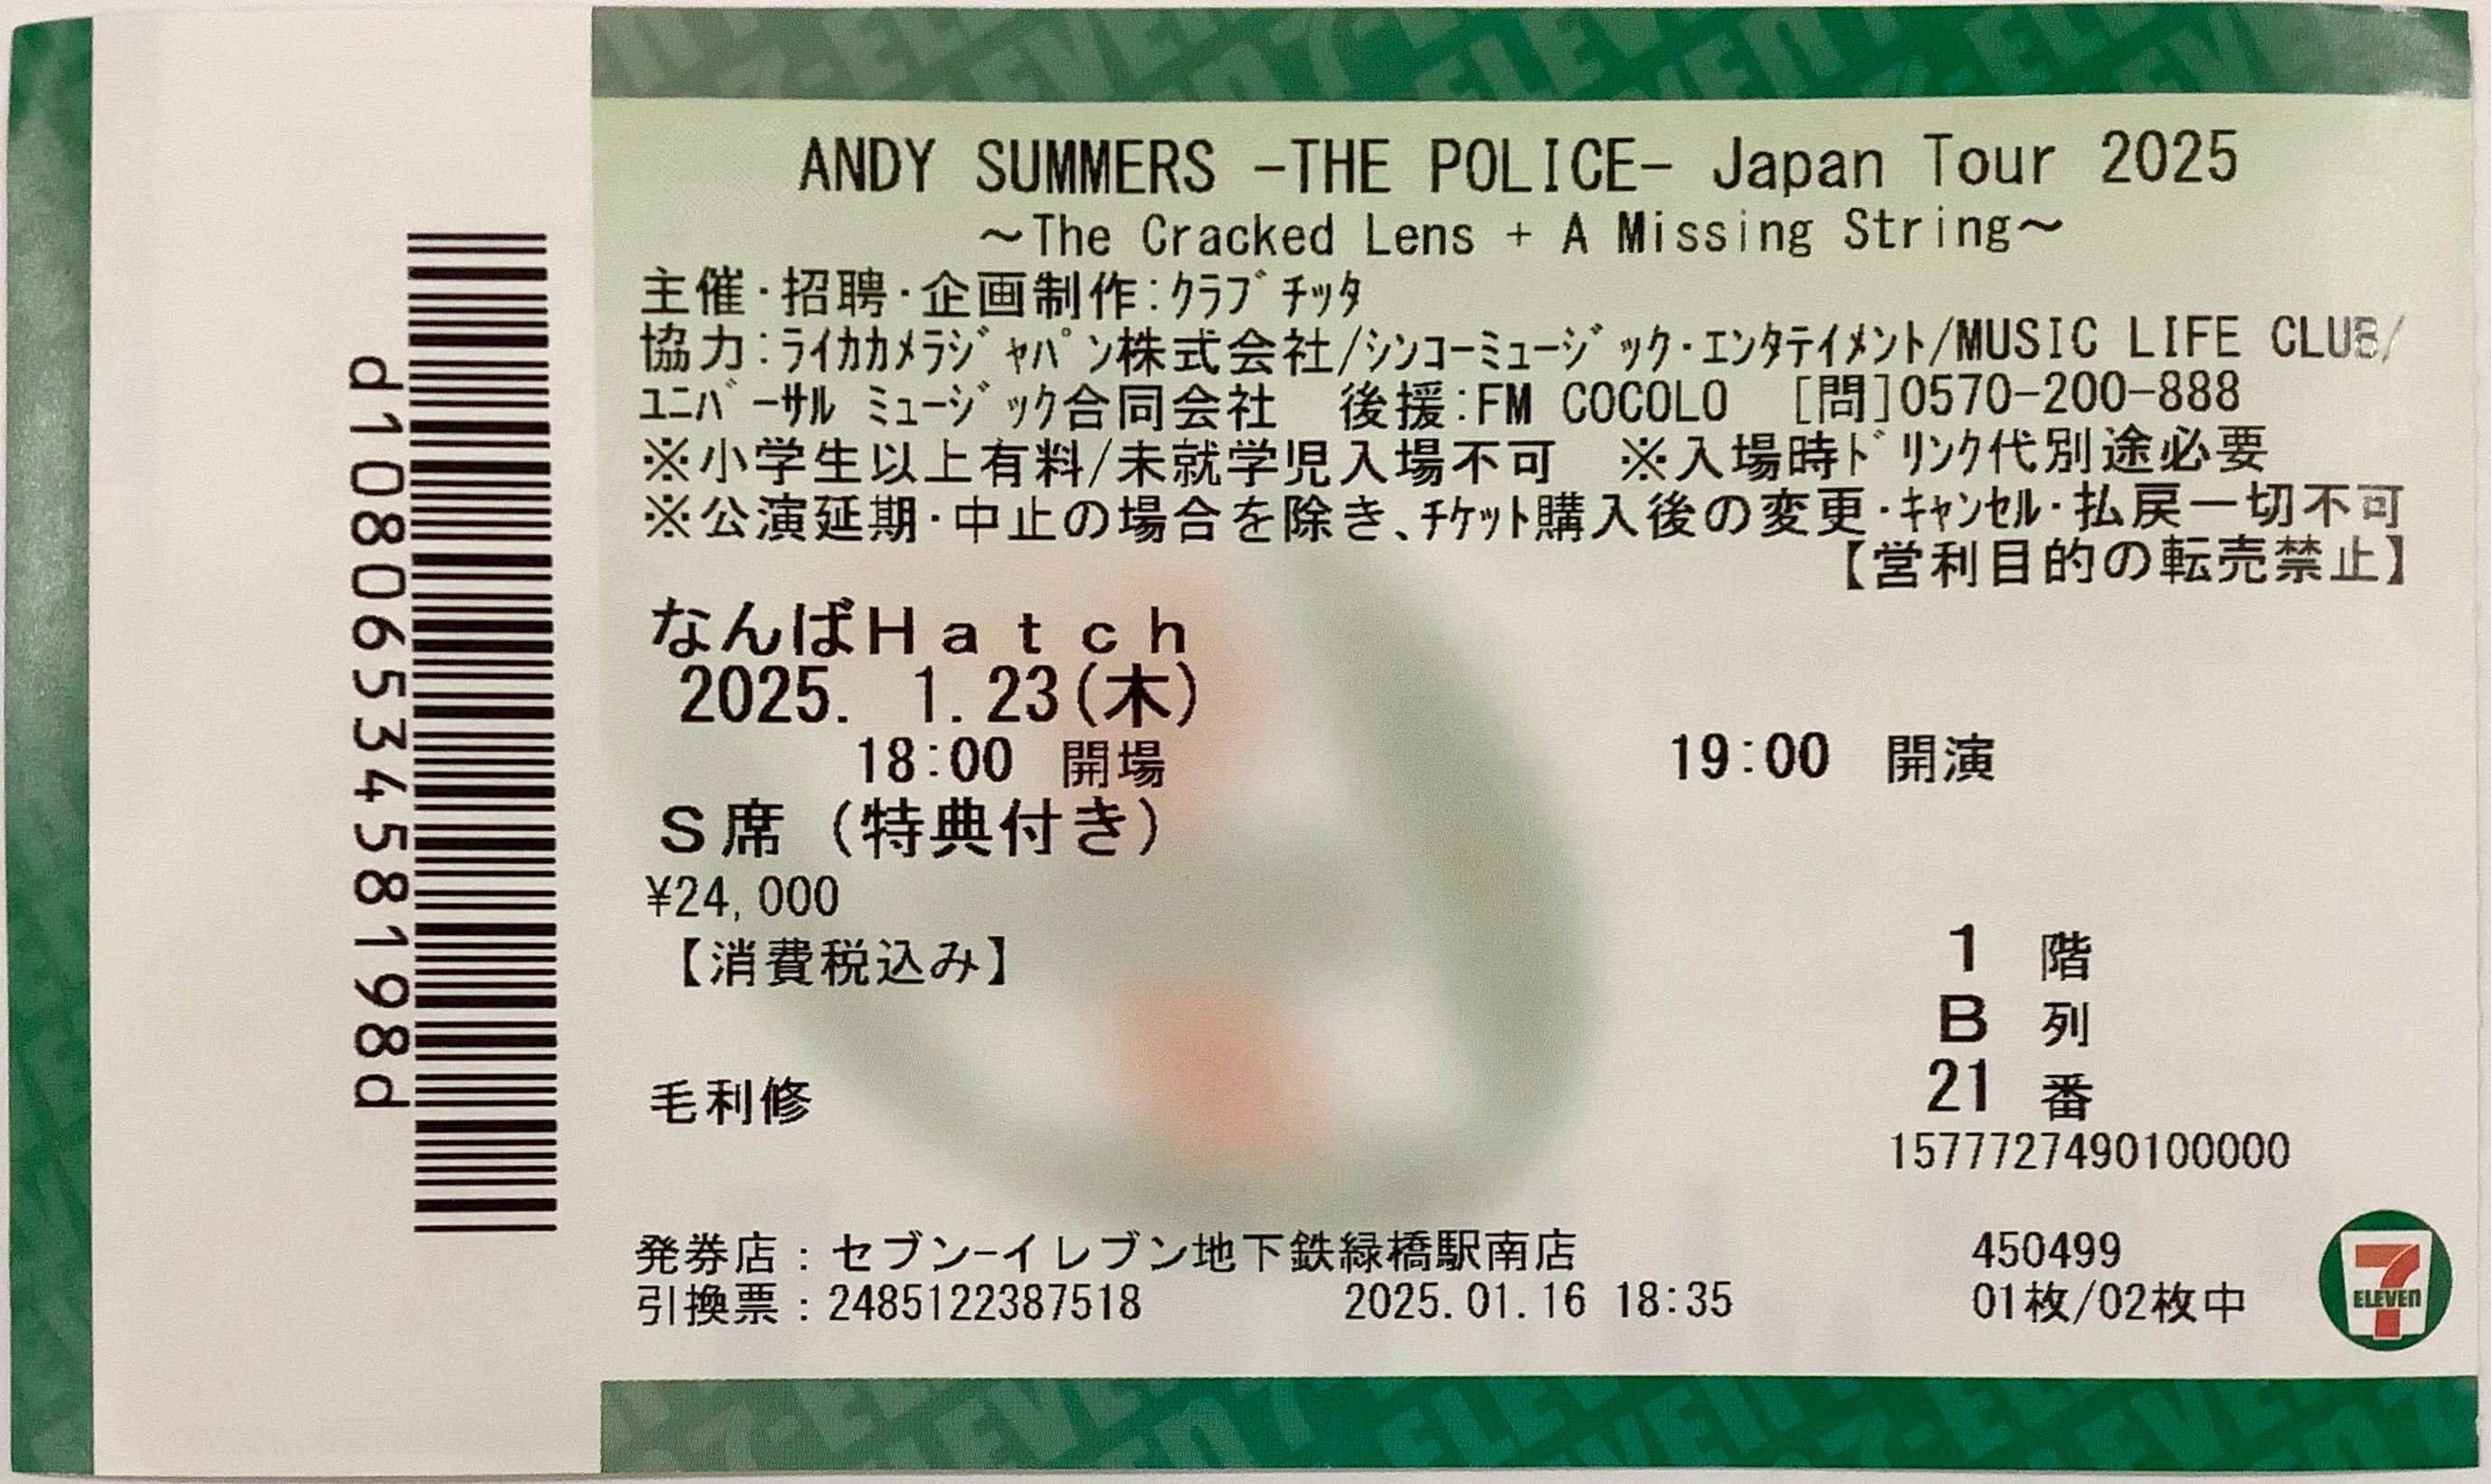 ANDY SUMMERS -THE POLICE- Japan Tour 2025
~The Cracked Lens + A Missing String~
主催・招聘・企画制作:ｸﾗﾌﾞﾁｯﾀ
協力:ﾗｲｶｶﾒﾗｼﾞｬﾊﾟﾝ株式会社/ｼﾝｺｰﾐｭｰｼﾞｯｸ･ｴﾝﾀﾃｲﾒﾝﾄ/MUSIC LIFE CLUB/
ﾕﾆﾊﾞｰｻﾙ ﾐｭｰｼﾞｯｸ合同会社　後援:FM COCOLO　[問]0570-200-888
※小学生以上有料/未就学児入場不可　※入場時ﾄﾞﾘﾝｸ代別途必要
※公演延期･中止の場合を除き､ﾁｹｯﾄ購入後の変更･ｷｬﾝｾﾙ･払戻一切不可
【営利目的の転売禁止】
なんばＨａｔｃｈ
2025. 1.23(木)
18:00 開場　19:00 開演
Ｓ席（特典付き）
¥24,000
【消費税込み】
1 階
B 列
21 番
毛利修
1577727490100000
発券店：セブン-イレブン地下鉄緑橋駅南店　450499
引換票：2485122387518　2025.01.16 18:35　01枚/02枚中
7
ELEVEN
d1080653458198d